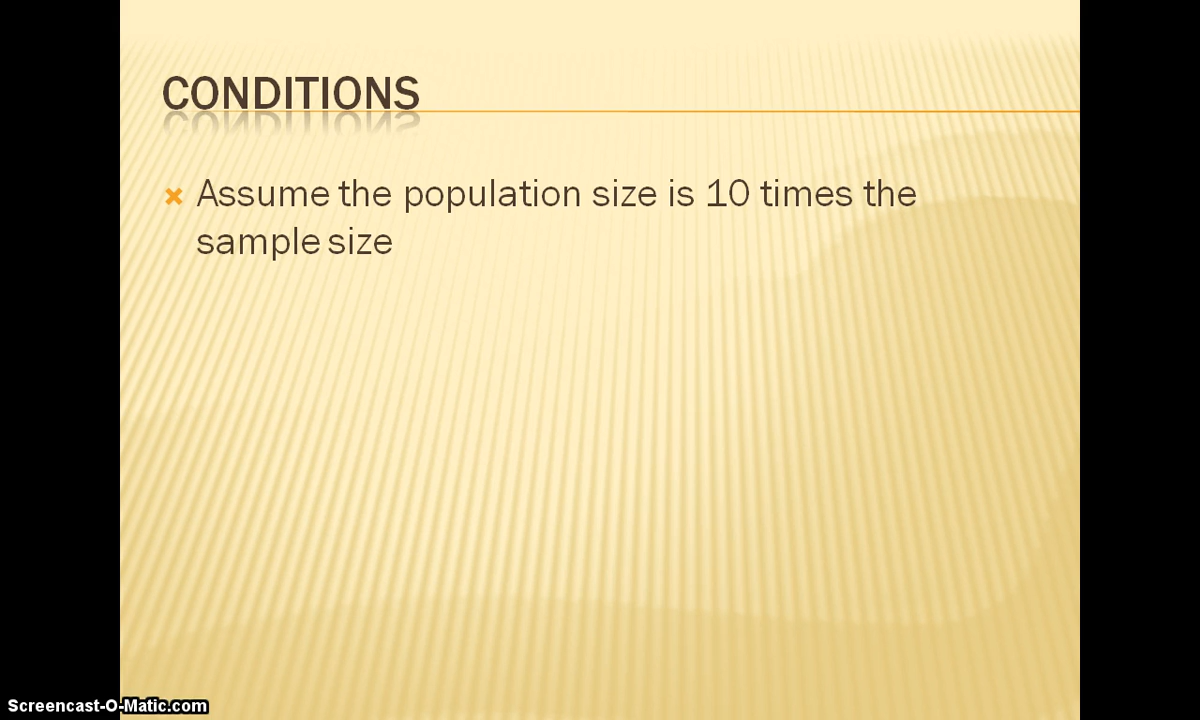 CONDITIONS
Assume the population size is 10 times the
sample size
Screencast-O-Matic.com